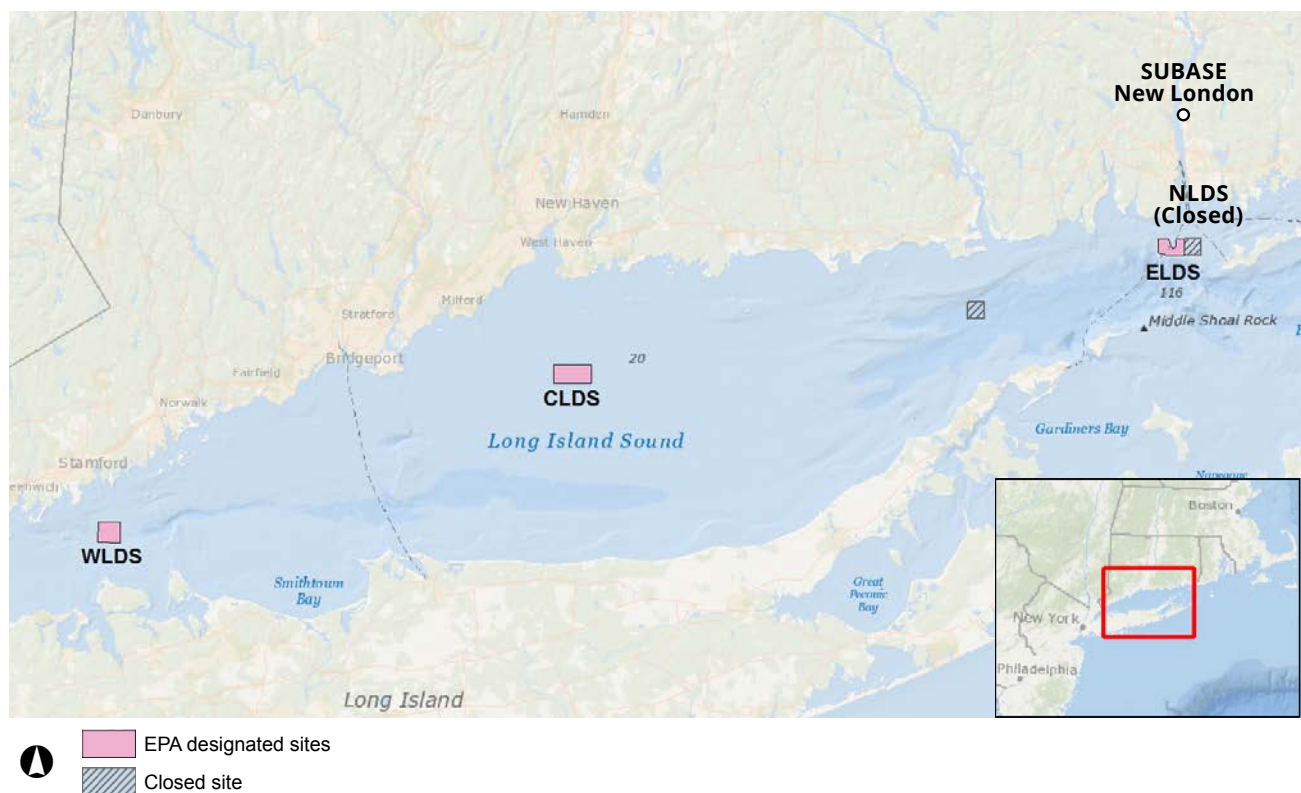 SUBASE
New London
Danbury
Hamden
New Haven
NLDS
(Closed)
West Haven
ELDS
116
Milford
Stratford
Middle Shoal Rock
20
Bridgeport
Fairfield
CLDS
Norwalk
Gardiners Bay
Long Island Sound
Stamford
eenwich
Boston
WLDS
Smithtown
Bay
Great
Peconic
Bay
New York
Philadelphia
Long Island
EPA designated sites
Closed site